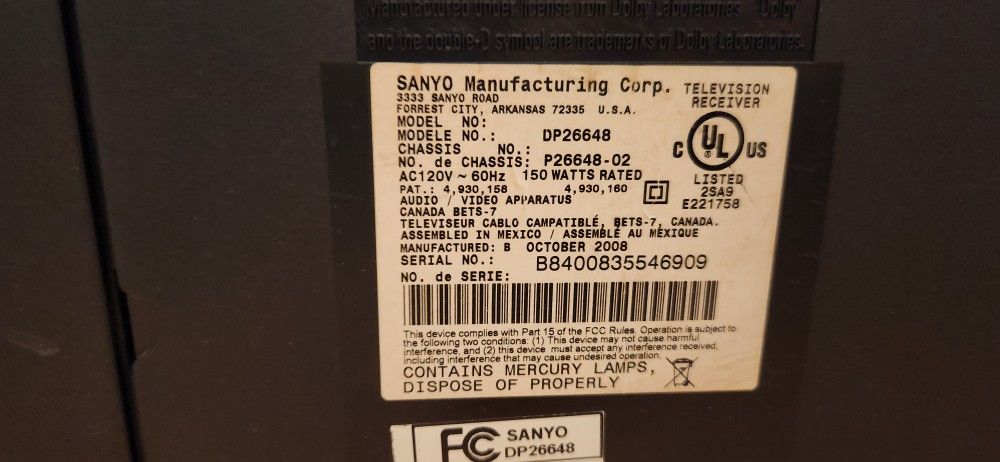 Manufactured under license from Dolby Laboratories. "Dolby"
and the double-D symbol are trademarks of Dolby Laboratories.
SANYO Manufacturing Corp.
3333 SANYO ROAD
FORREST CITY, ARKANSAS 72335 U.S.A.
TELEVISION
RECEIVER
MODEL NO:
MODELE NO.: DP26648
CHASSIS NO.:
NO. de CHASSIS: P26648-02
AC120V ~ 60Hz 150 WATTS RATED
PAT.: 4,930,158 4,930,160
AUDIO / VIDEO APPARATUS
CANADA BETS-7
C UL US
LISTED
2SA9
E221758
TELEVISEUR CABLO CAMPATIBLÉ, BETS-7, CANADA.
ASSEMBLED IN MEXICO / ASSEMBLÉ AU MEXIQUE
MANUFACTURED: B OCTOBER 2008
SERIAL NO.: B8400835546909
NO. de SERIE:
This device complies with Part 15 of the FCC Rules. Operation is subject to
the following two conditions: (1) This device may not cause harmful
interference, and (2) this device must accept any interference received,
including interference that may cause undesired operation.
CONTAINS MERCURY LAMPS,
DISPOSE OF PROPERLY
FC SANYO
DP26648